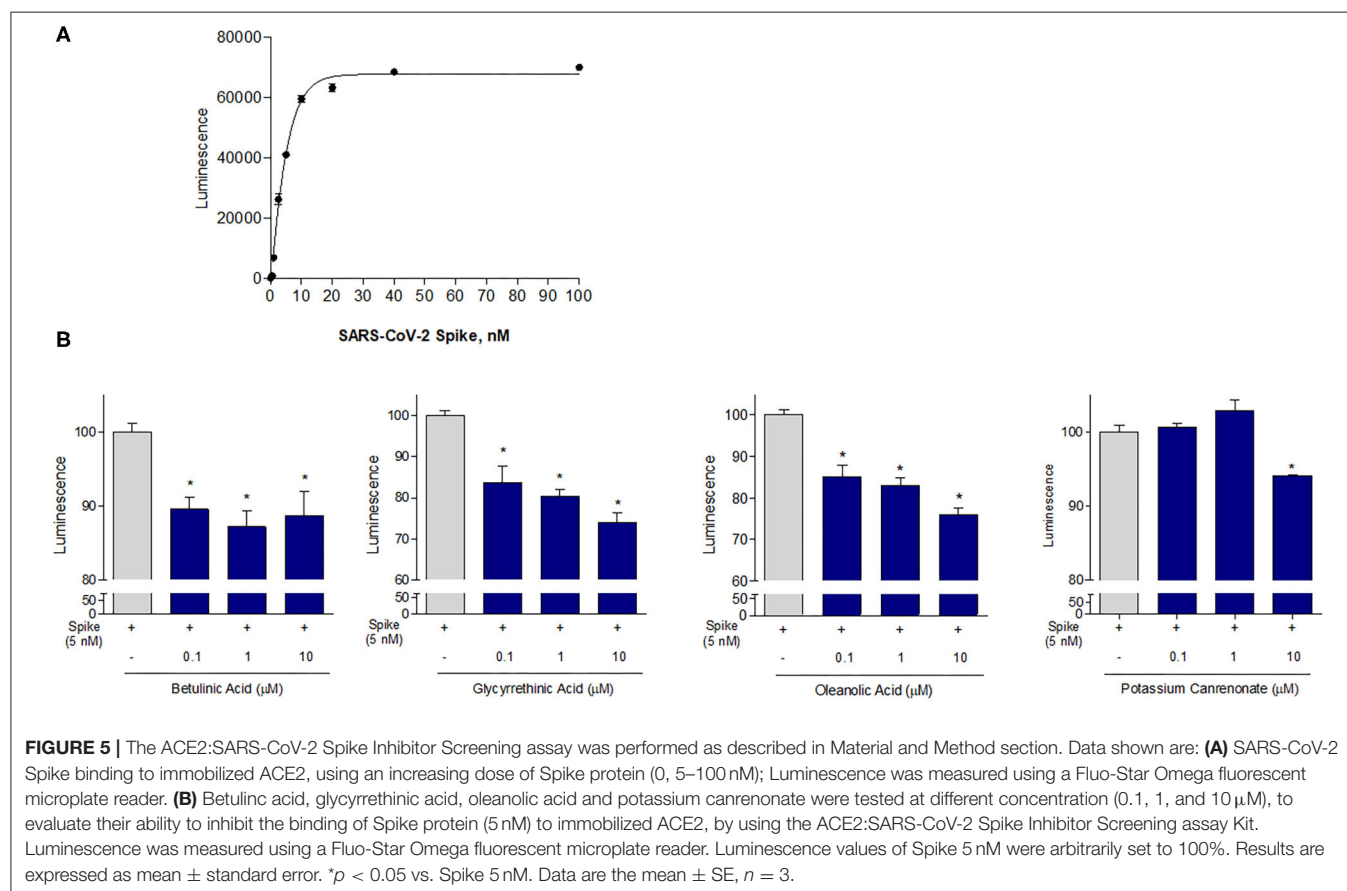 A
80000
60000
40000
20000
0
Luminescence
0 10 20 30 40 50 60 70 80 90 100
SARS-CoV-2 Spike, nM
B
Luminescence
100
90
80
50
0
* * *
Spike (5 nM)
+ + + +
- 0.1 1 10
Betulinic Acid (µM)
Luminescence
100
90
80
70
60
50
0
* * *
Spike (5 nM)
+ + + +
- 0.1 1 10
Glycyrrethinic Acid (µM)
Luminescence
100
90
80
70
60
50
0
* * *
Spike (5 nM)
+ + + +
- 0.1 1 10
Oleanolic Acid (µM)
Luminescence
100
90
80
50
0
*
Spike (5 nM)
+ + + +
- 0.1 1 10
Potassium Canrenonate (µM)
FIGURE 5 | The ACE2:SARS-CoV-2 Spike Inhibitor Screening assay was performed as described in Material and Method section. Data shown are: (A) SARS-CoV-2
Spike binding to immobilized ACE2, using an increasing dose of Spike protein (0, 5–100 nM); Luminescence was measured using a Fluo-Star Omega fluorescent
microplate reader. (B) Betulinc acid, glycyrrethinic acid, oleanolic acid and potassium canrenonate were tested at different concentration (0.1, 1, and 10 µM), to
evaluate their ability to inhibit the binding of Spike protein (5 nM) to immobilized ACE2, by using the ACE2:SARS-CoV-2 Spike Inhibitor Screening assay Kit.
Luminescence was measured using a Fluo-Star Omega fluorescent microplate reader. Luminescence values of Spike 5 nM were arbitrarily set to 100%. Results are
expressed as mean ± standard error. *p < 0.05 vs. Spike 5 nM. Data are the mean ± SE, n = 3.